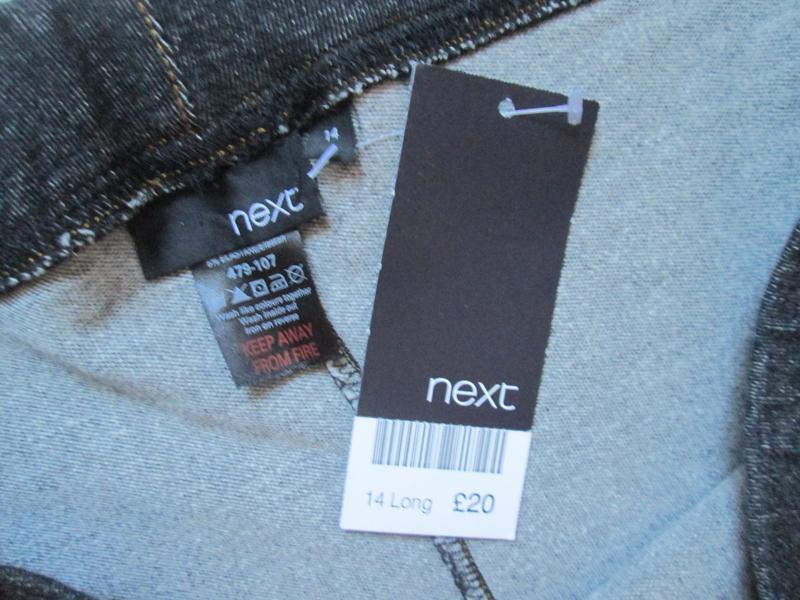 14
next
479-107
Wash like colours together
Wash inside out
Iron on reverse
KEEP AWAY
FROM FIRE
next
14 Long £20